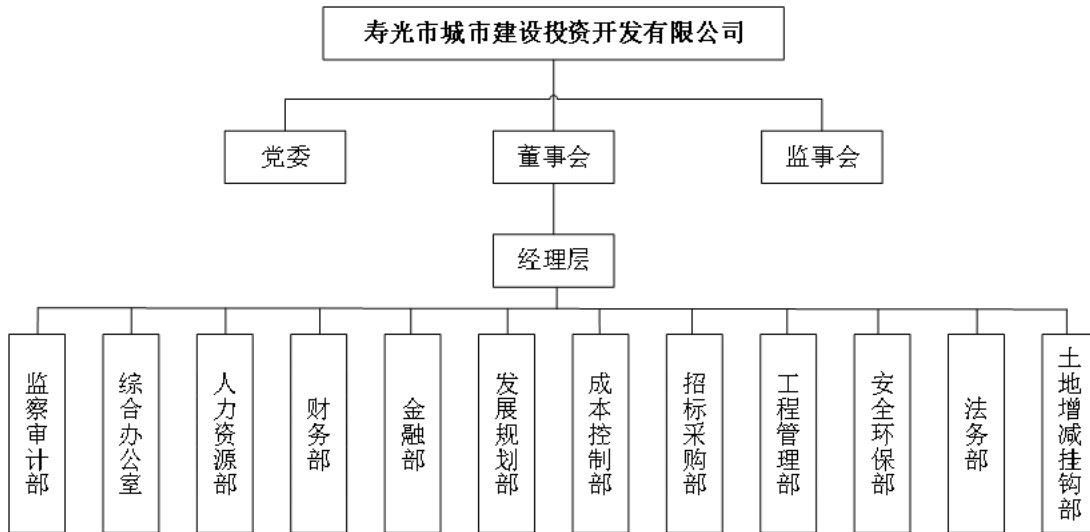 寿光市城市建设投资开发有限公司
党委
董事会
监事会
经理层
监察审计部
综合办公室
人力资源部
财务部
金融部
发展规划部
成本控制部
招标采购部
工程管理部
安全环保部
法务部
土地增减挂钩部